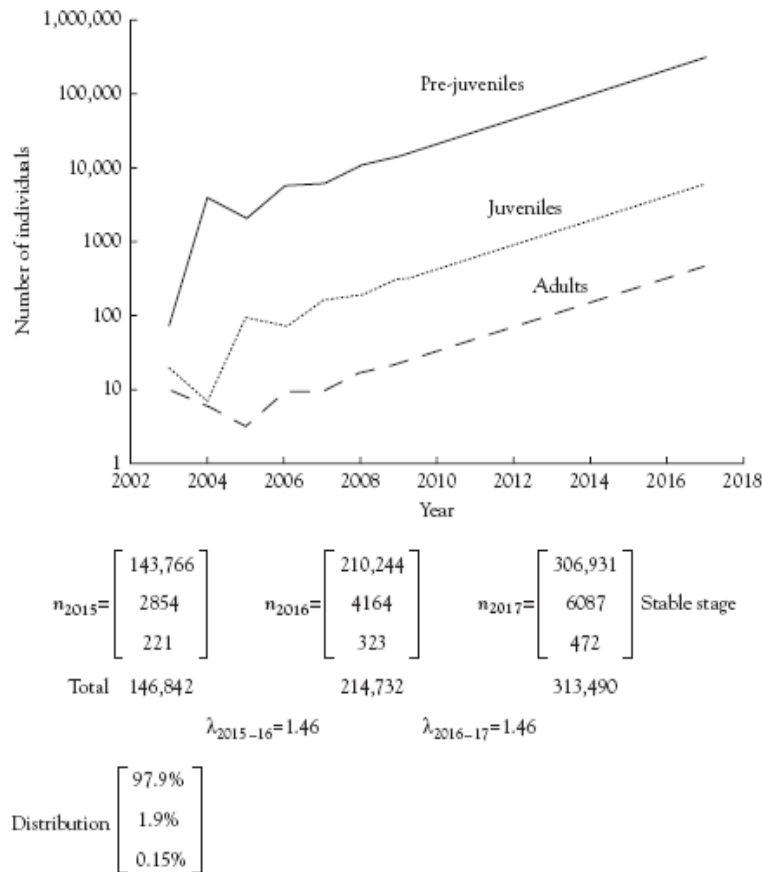 1,000,000
100,000
10,000
1000
100
10
1
Number of individuals
Pre-juveniles
Juveniles
Adults
2002 2004 2006 2008 2010 2012 2014 2016 2018
Year
n2015= 143,766 2854 221
n2016= 210,244 4164 323
n2017= 306,931 6087 472 Stable stage
Total 146,842 214,732 313,490
λ2015–16=1.46 λ2016–17=1.46
Distribution 97.9% 1.9% 0.15%